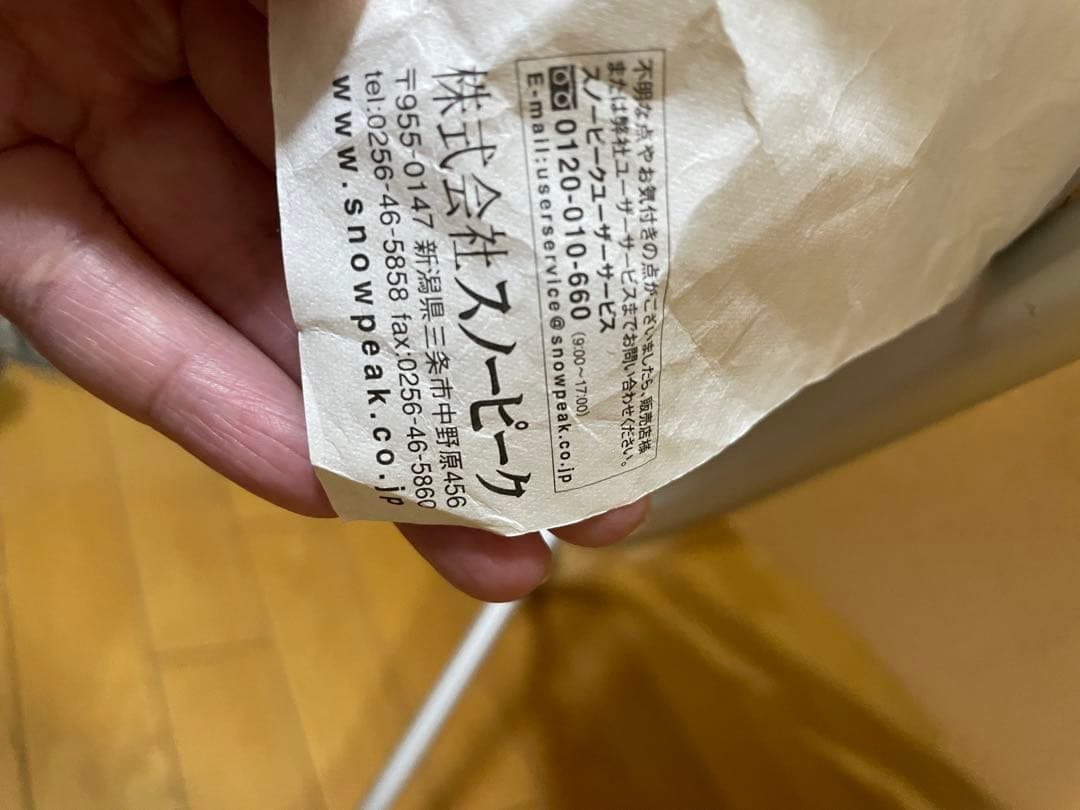 不明な点やお気付きの点がございましたら、販売店様
または弊社ユーザーサービスまでお問い合わせください。
スノーピークユーザーサービス
0120-010-660 (9:00〜17:00)
E-mail:userservice@snowpeak.co.jp
株式会社スノーピーク
〒955-0147 新潟県三条市中野原456
tel:0256-46-5858 fax:0256-46-5860
www.snowpeak.co.jp